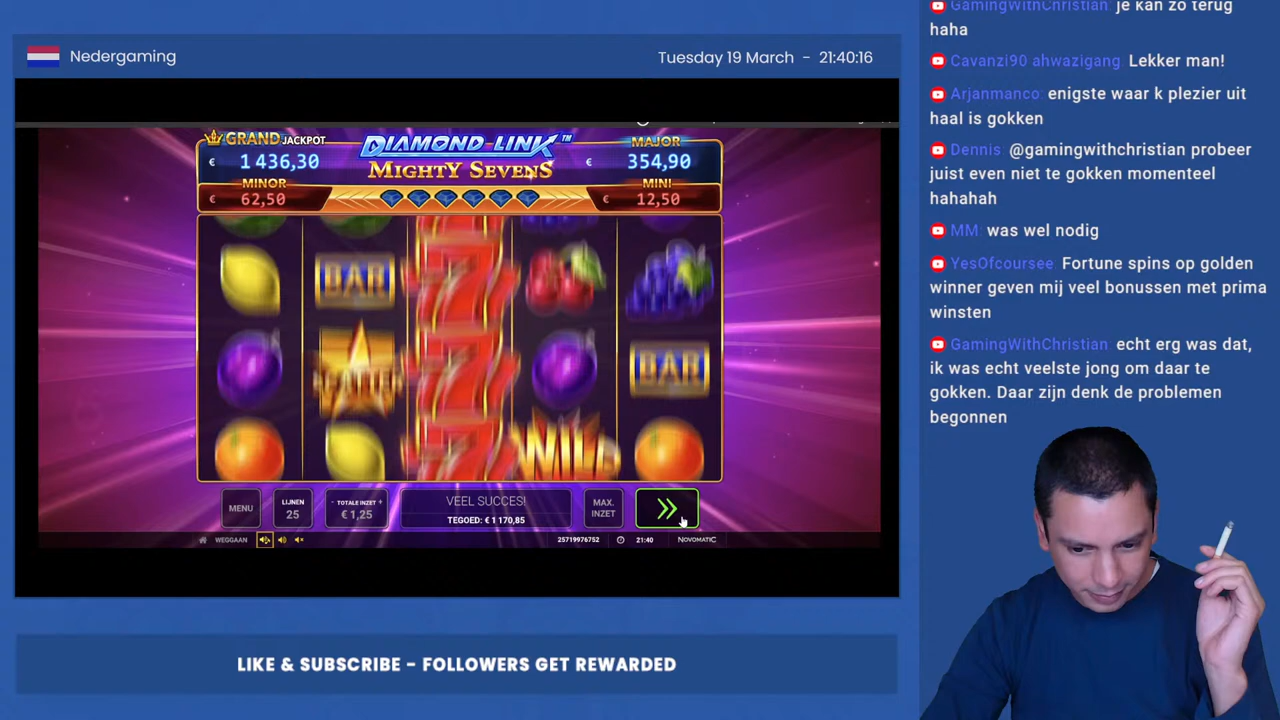 Nedergaming
Tuesday 19 March - 21:40:16
GRAND JACKPOT
€ 1 436,30
DIAMOND LINK™
MIGHTY SEVENS
MAJOR
€ 354,90
MINOR
€ 62,50
MINI
€ 12,50
BAR
BAR
WILD
MENU
LIJNEN
25
- TOTALE INZET +
€ 1,25
VEEL SUCCES!
TEGOED: € 1 170,85
MAX.
INZET
WEGGAAN
25719976752
21:40
NOVOMATIC
LIKE & SUBSCRIBE - FOLLOWERS GET REWARDED
GamingWithChristian: je kan zo terug
haha
Cavanzi90 ahwazigang: Lekker man!
Arjanmanco: enigste waar k plezier uit
haal is gokken
Dennis: @gamingwithchristian probeer
juist even niet te gokken momenteel
hahahah
MM: was wel nodig
YesOfcoursee: Fortune spins op golden
winner geven mij veel bonussen met prima
winsten
GamingWithChristian: echt erg was dat,
ik was echt veelste jong om daar te
gokken. Daar zijn denk de problemen
begonnen